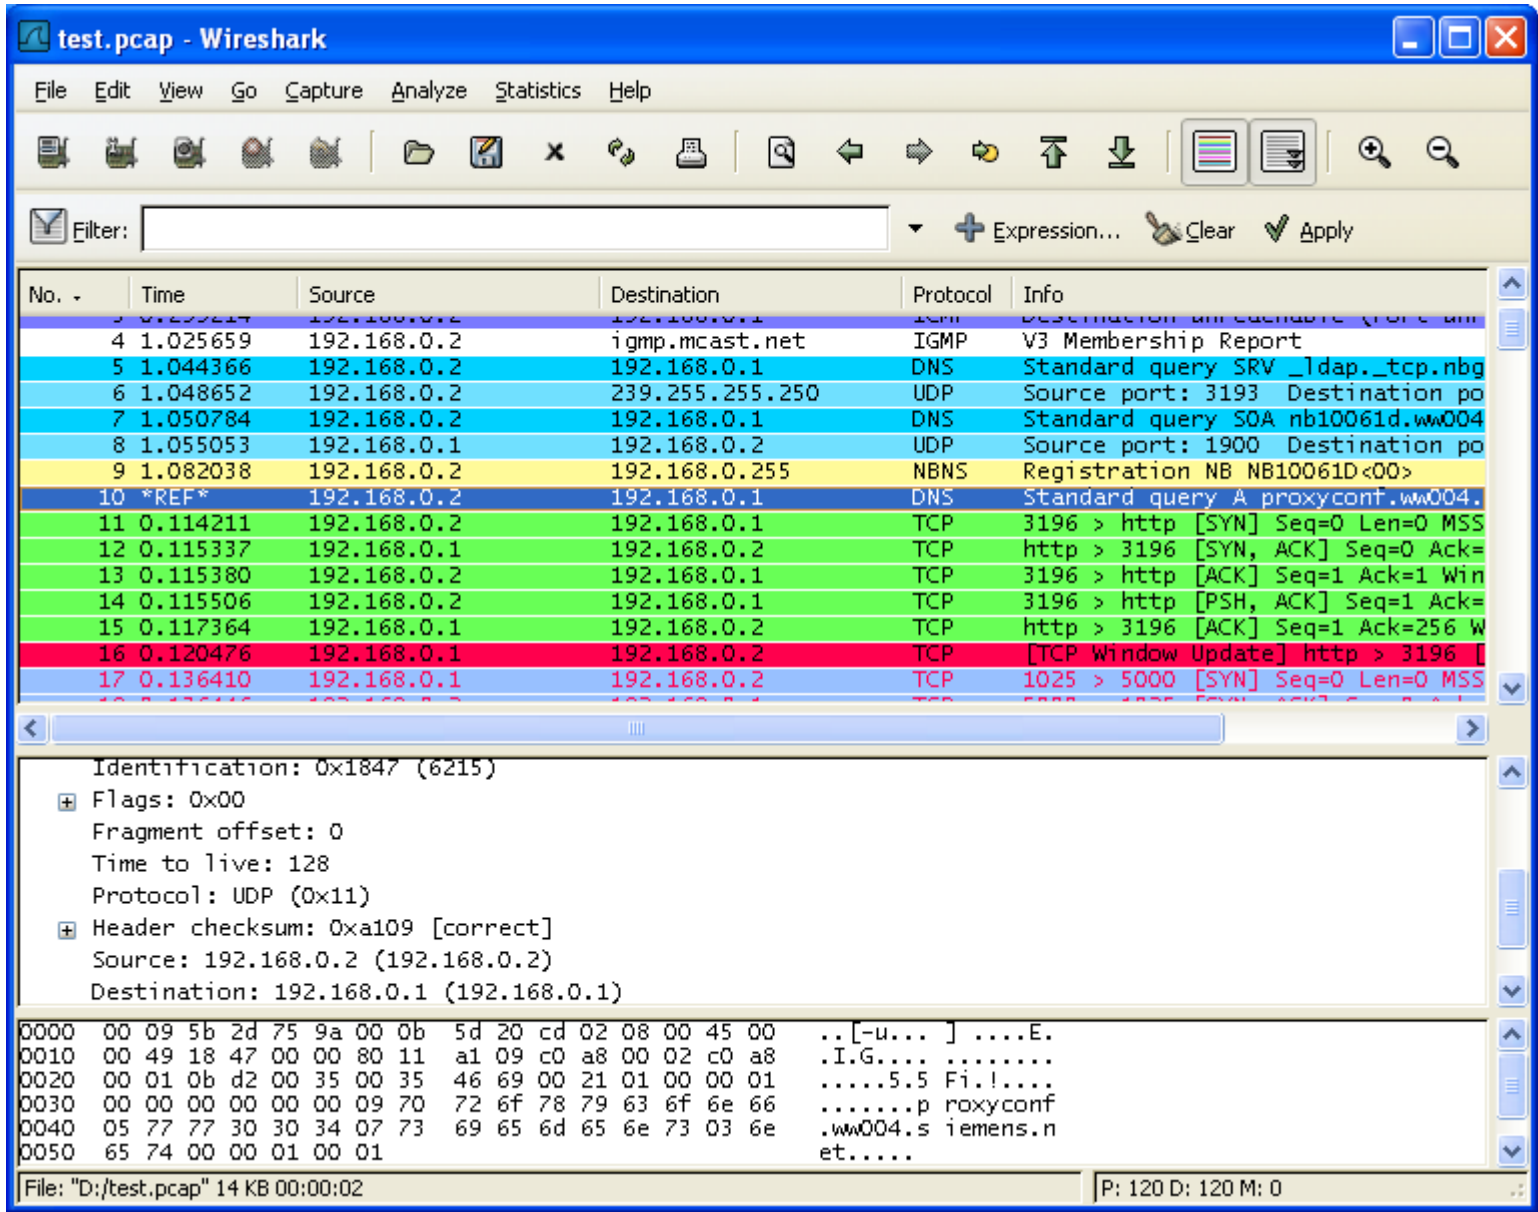 test.pcap - Wireshark
File Edit View Go Capture Analyze Statistics Help
Filter: Expression... Clear Apply
No. Time Source Destination Protocol Info
3 0.299214 192.168.0.2 192.168.0.1 ICMP Destination unreachable (Port unr
4 1.025659 192.168.0.2 igmp.mcast.net IGMP V3 Membership Report
5 1.044366 192.168.0.2 192.168.0.1 DNS Standard query SRV _ldap._tcp.nbg
6 1.048652 192.168.0.2 239.255.255.250 UDP Source port: 3193 Destination po
7 1.050784 192.168.0.2 192.168.0.1 DNS Standard query SOA nb10061d.ww004
8 1.055053 192.168.0.1 192.168.0.2 UDP Source port: 1900 Destination po
9 1.082038 192.168.0.2 192.168.0.255 NBNS Registration NB NB10061D<00>
10 *REF* 192.168.0.2 192.168.0.1 DNS Standard query A proxyconf.ww004.
11 0.114211 192.168.0.2 192.168.0.1 TCP 3196 > http [SYN] Seq=0 Len=0 MSS
12 0.115337 192.168.0.1 192.168.0.2 TCP http > 3196 [SYN, ACK] Seq=0 Ack=
13 0.115380 192.168.0.2 192.168.0.1 TCP 3196 > http [ACK] Seq=1 Ack=1 Win
14 0.115506 192.168.0.2 192.168.0.1 TCP 3196 > http [PSH, ACK] Seq=1 Ack=
15 0.117364 192.168.0.1 192.168.0.2 TCP http > 3196 [ACK] Seq=1 Ack=256 W
16 0.120476 192.168.0.1 192.168.0.2 TCP [TCP Window Update] http > 3196 [
17 0.136410 192.168.0.1 192.168.0.2 TCP 1025 > 5000 [SYN] Seq=0 Len=0 MSS
Identification: 0x1847 (6215)
Flags: 0x00
Fragment offset: 0
Time to live: 128
Protocol: UDP (0x11)
Header checksum: 0xa109 [correct]
Source: 192.168.0.2 (192.168.0.2)
Destination: 192.168.0.1 (192.168.0.1)
0000 00 09 5b 2d 75 9a 00 0b 5d 20 cd 02 08 00 45 00 ..[-u... ] ....E.
0010 00 49 18 47 00 00 80 11 a1 09 c0 a8 00 02 c0 a8 .I.G.... ........
0020 00 01 0b d2 00 35 00 35 46 69 00 21 01 00 00 01 .....5.5 Fi.!....
0030 00 00 00 00 00 00 09 70 72 6f 78 79 63 6f 6e 66 .......p roxyconf
0040 05 77 77 30 30 34 07 73 69 65 6d 65 6e 73 03 6e .ww004.s iemens.n
0050 65 74 00 00 01 00 01 et.....
File: "D:/test.pcap" 14 KB 00:00:02 P: 120 D: 120 M: 0